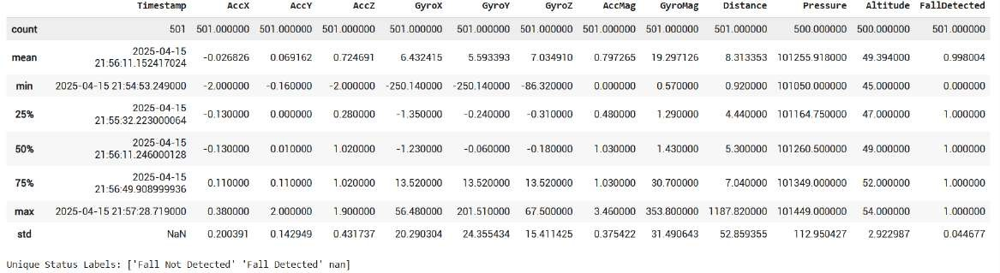 Timestamp AccX AccY AccZ GyroX GyroY GyroZ AccMag GyroMag Distance Pressure Altitude FallDetected
count 501 501.000000 501.000000 501.000000 501.000000 501.000000 501.000000 501.000000 501.000000 501.000000 500.000000 500.000000 501.000000
mean 2025-04-15 21:56:11.152417024 -0.026826 0.069162 0.724691 6.432415 5.593393 7.034910 0.797265 19.297126 8.313353 101255.918000 49.394000 0.998004
min 2025-04-15 21:54:53.249000 -2.000000 -0.160000 -2.000000 -250.140000 -250.140000 -86.320000 0.000000 0.570000 0.920000 101050.000000 45.000000 0.000000
25% 2025-04-15 21:55:32.223000064 -0.130000 0.000000 0.280000 -1.350000 -0.240000 -0.310000 0.480000 1.290000 4.440000 101164.750000 47.000000 1.000000
50% 2025-04-15 21:56:11.246000128 -0.130000 0.010000 1.020000 -1.230000 -0.060000 -0.180000 1.030000 1.430000 5.300000 101260.500000 49.000000 1.000000
75% 2025-04-15 21:56:49.908999936 0.110000 0.110000 1.020000 13.520000 13.520000 13.520000 1.030000 30.700000 7.040000 101349.000000 52.000000 1.000000
max 2025-04-15 21:57:28.719000 0.380000 2.000000 1.900000 56.480000 201.510000 67.500000 3.460000 353.800000 1187.820000 101449.000000 54.000000 1.000000
std NaN 0.200391 0.142949 0.431737 20.290304 24.355434 15.411425 0.375422 31.490643 52.859355 112.950427 2.922987 0.044677
Unique Status Labels: ['Fall Not Detected' 'Fall Detected' nan]